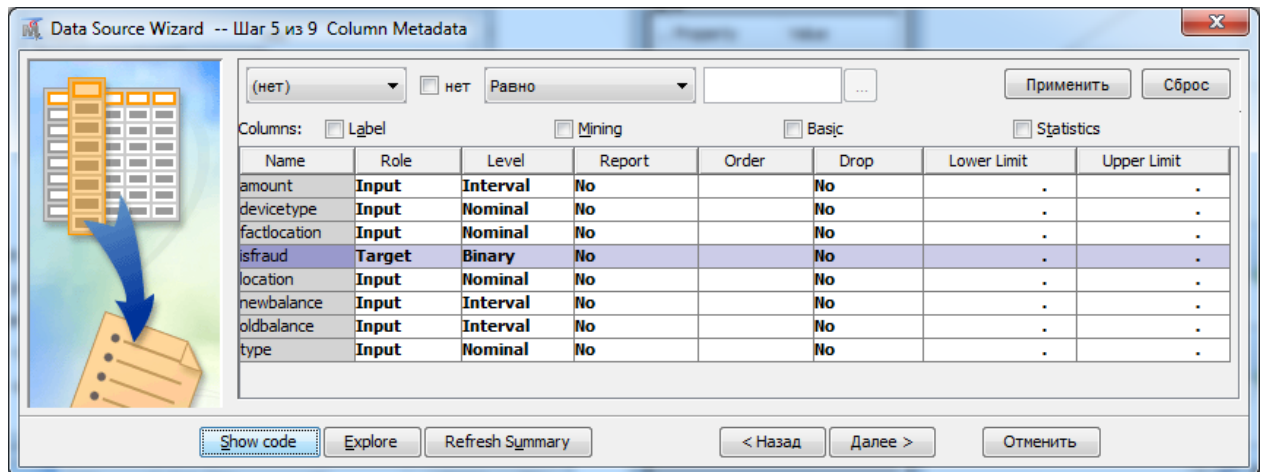 Data Source Wizard -- Шаг 5 из 9 Column Metadata
(нет) нет Равно ... Применить Сброс
Columns: Label Mining Basic Statistics
Name Role Level Report Order Drop Lower Limit Upper Limit
amount Input Interval No No . .
devicetype Input Nominal No No . .
factlocation Input Nominal No No . .
isfraud Target Binary No No . .
location Input Nominal No No . .
newbalance Input Interval No No . .
oldbalance Input Interval No No . .
type Input Nominal No No . .
Show code Explore Refresh Summary < Назад Далее > Отменить